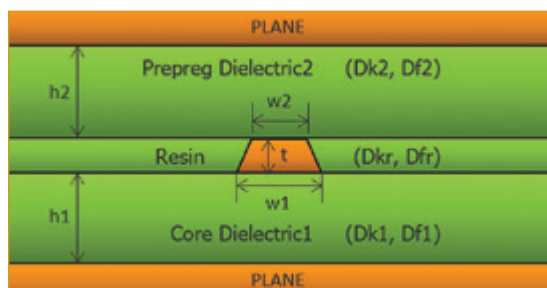 PLANE
Prepreg Dielectric2 (Dk2, Df2)
h2
w2
Resin t (Dkr, Dfr)
w1
h1
Core Dielectric1 (Dk1, Df1)
PLANE